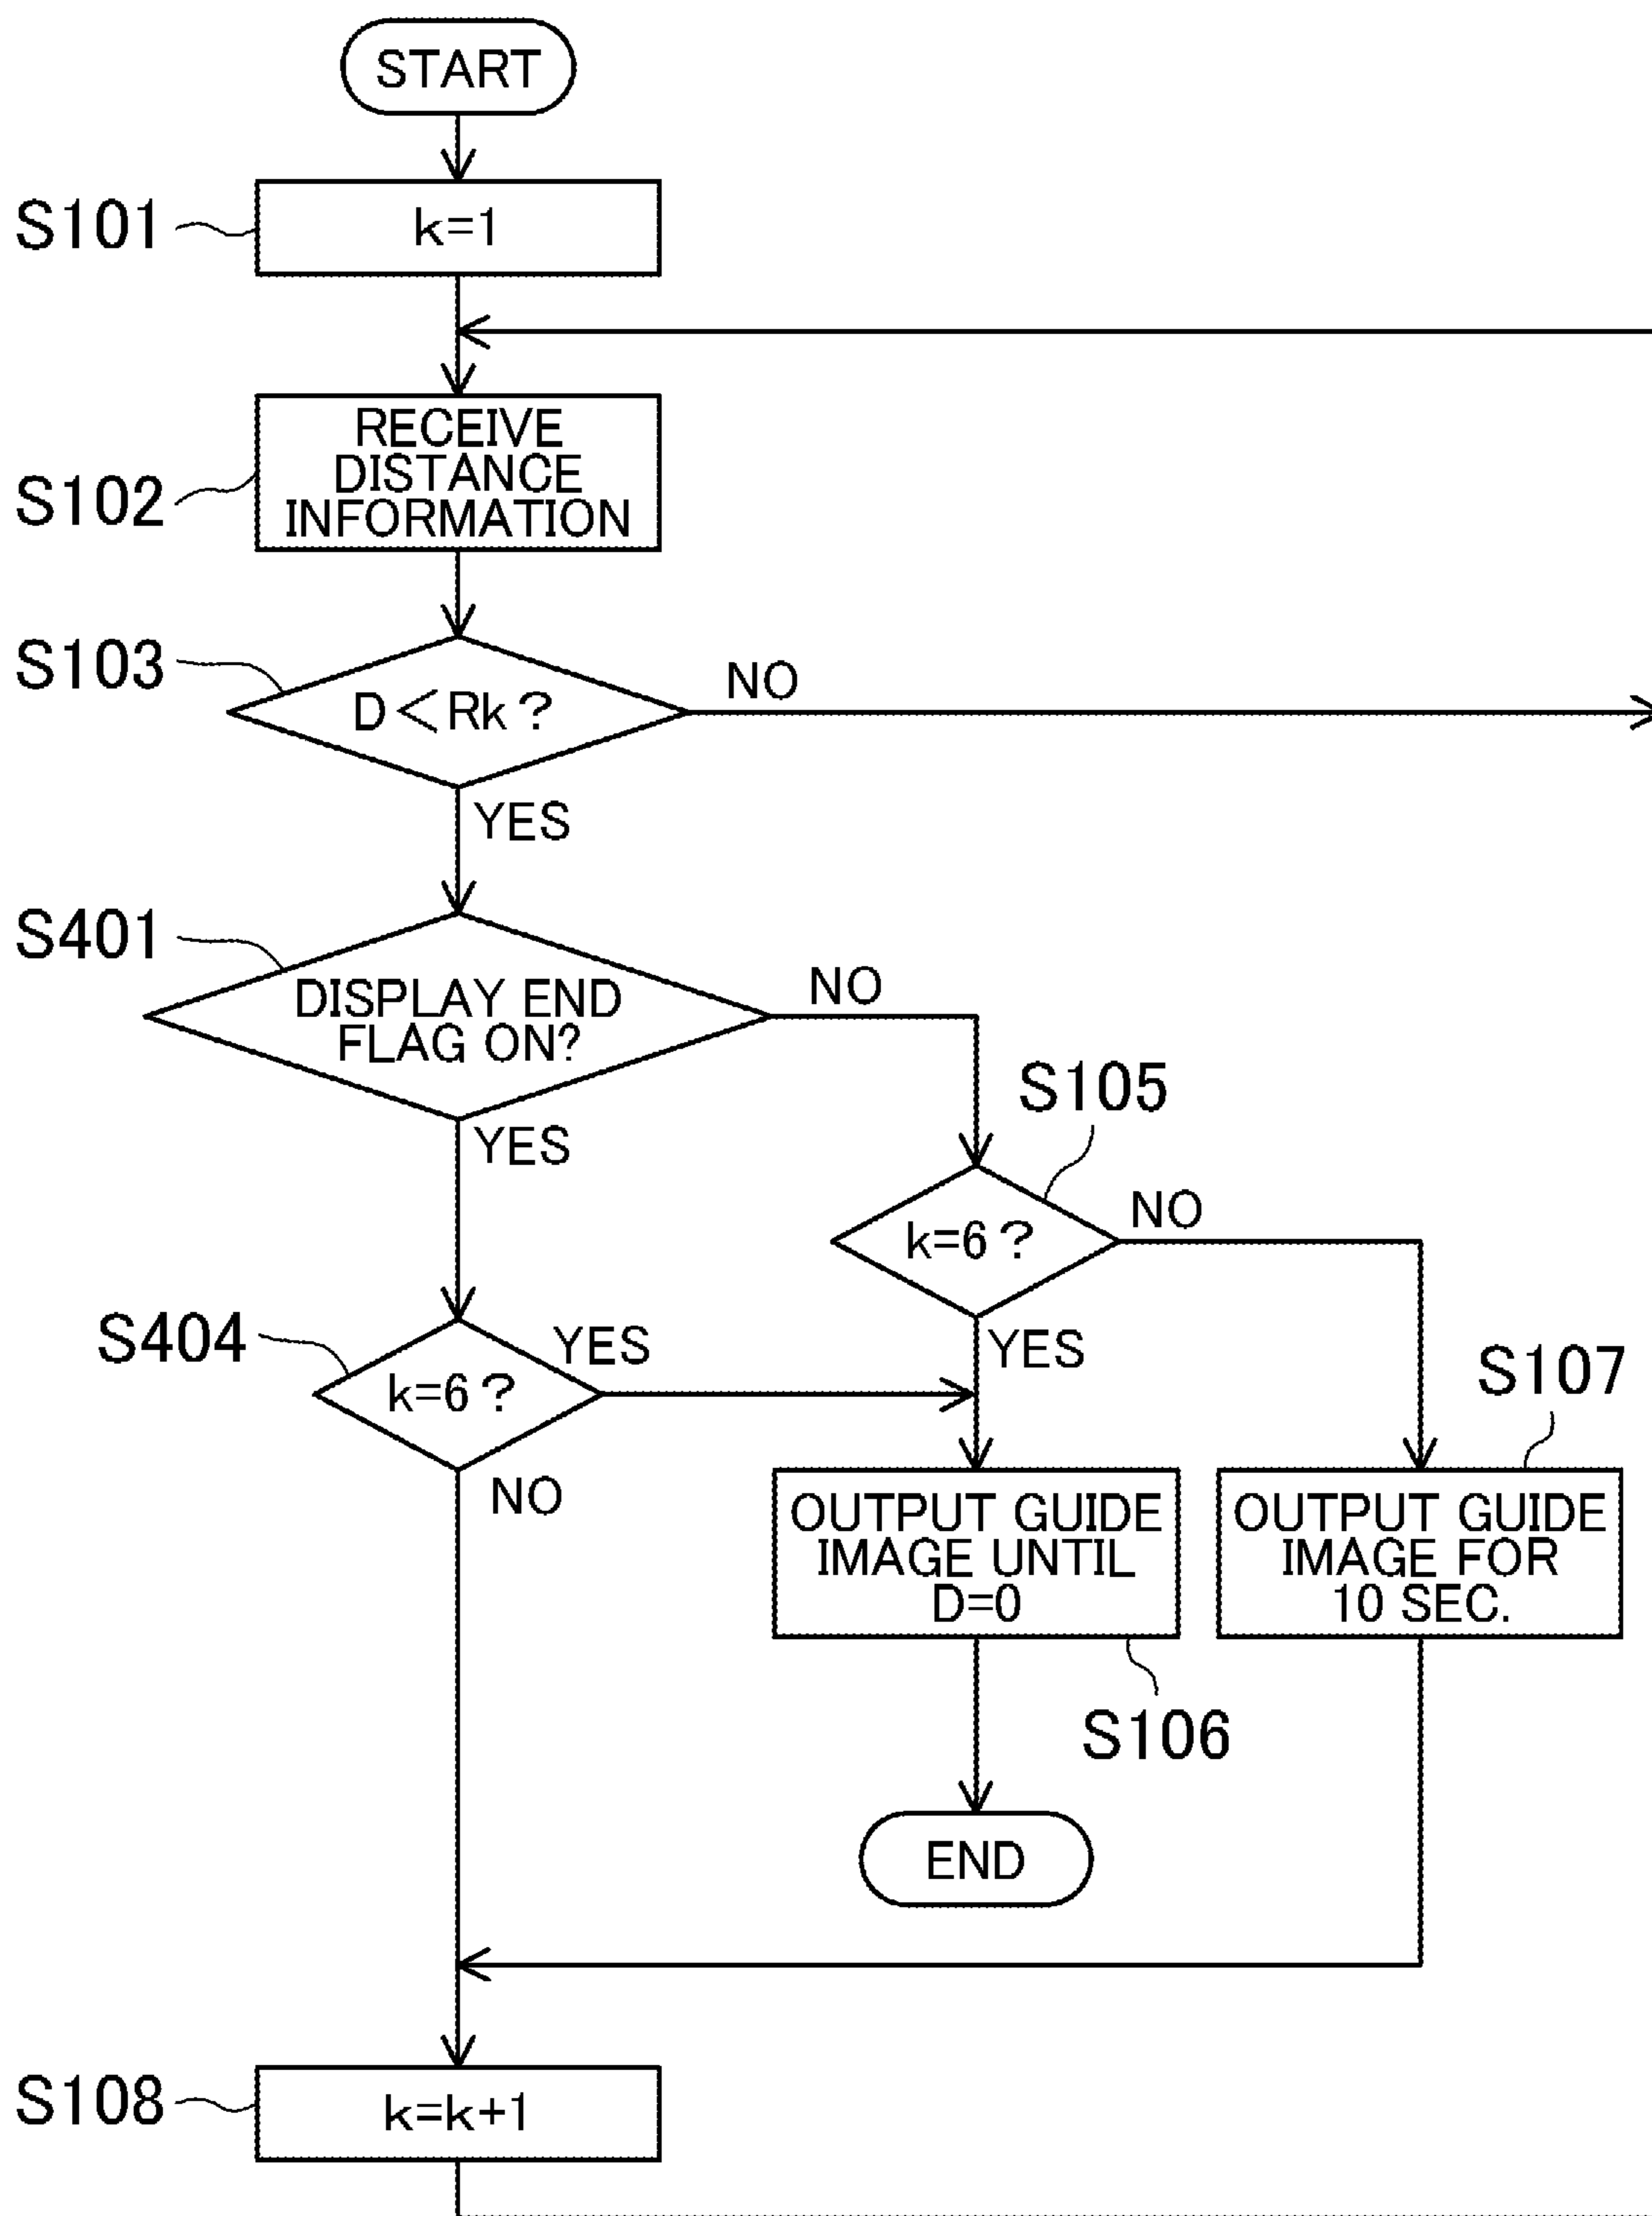 START
S101
k=1
S102
RECEIVE
DISTANCE
INFORMATION
S103
D<Rk?
NO
YES
S401
DISPLAY END
FLAG ON?
NO
YES
S105
k=6?
NO
YES
S404
k=6?
YES
NO
S107
OUTPUT GUIDE
IMAGE UNTIL
D=0
OUTPUT GUIDE
IMAGE FOR
10 SEC.
S106
END
S108
k=k+1